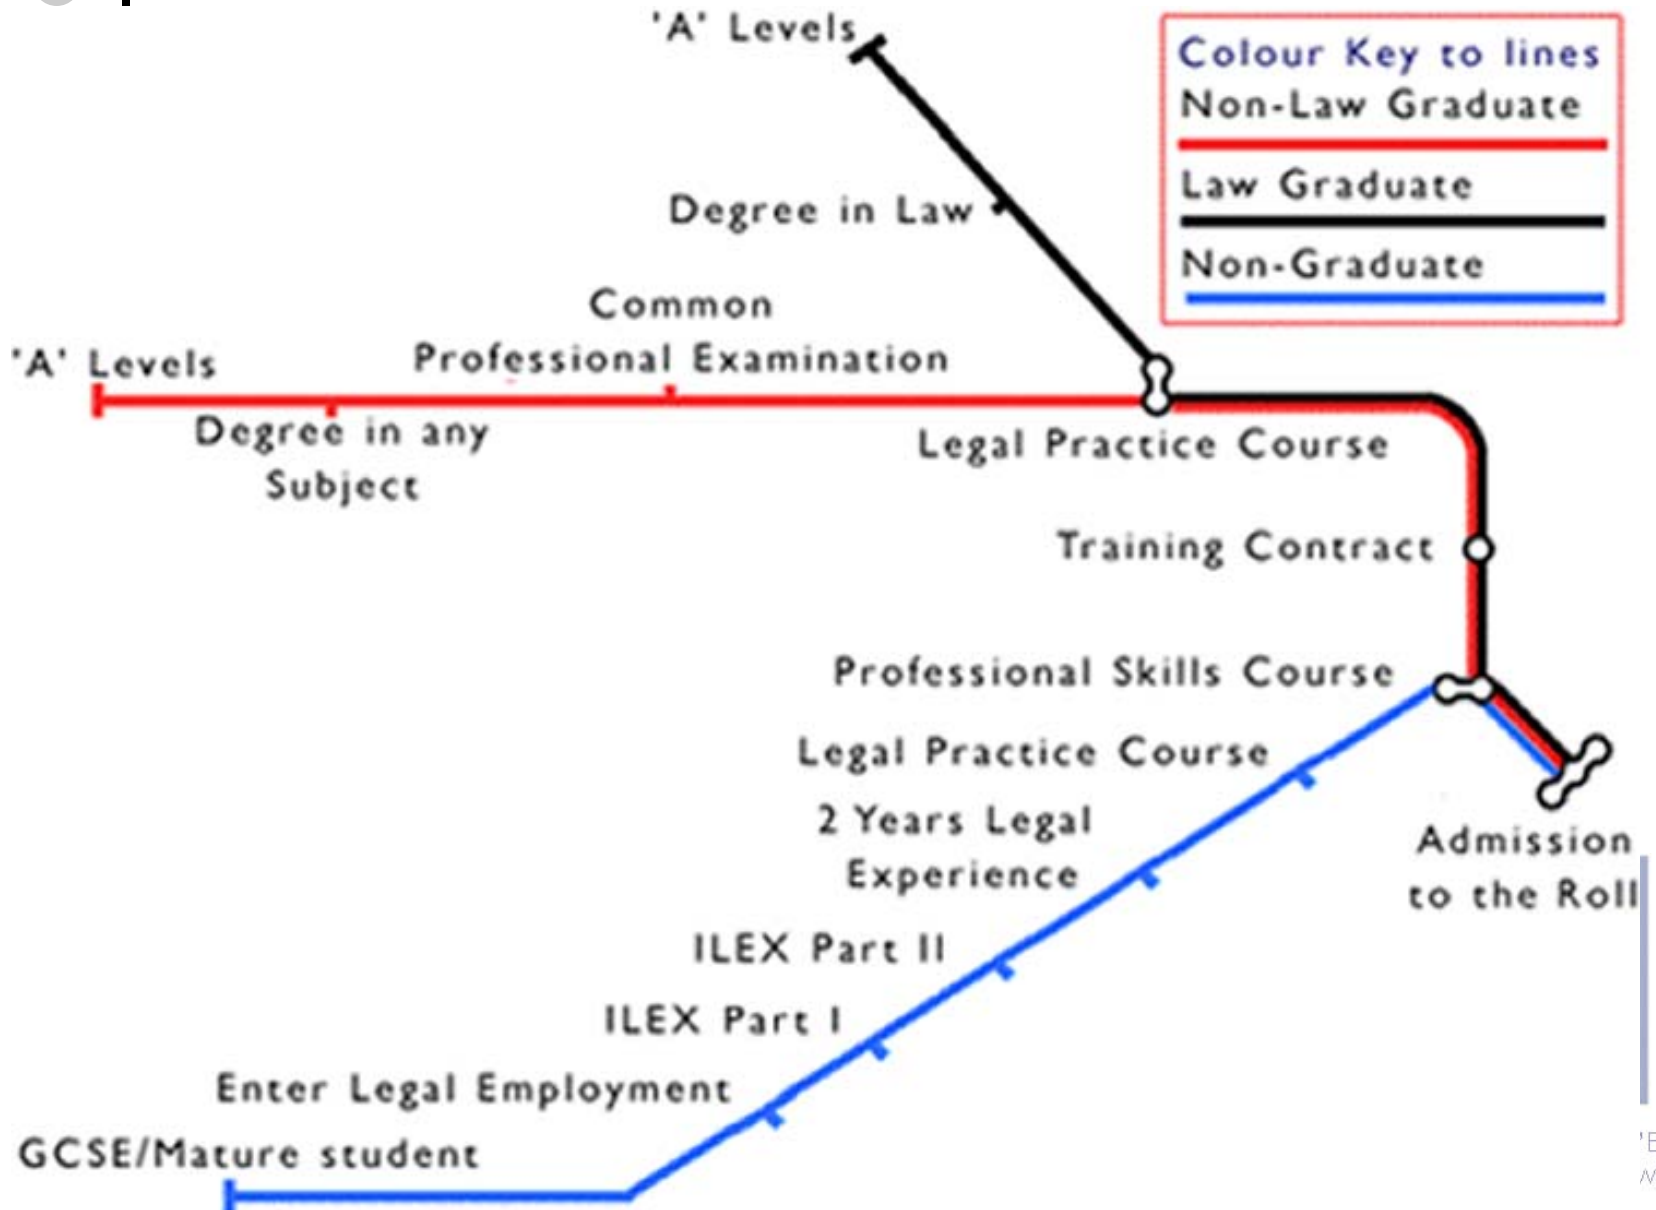 'A' Levels
Colour Key to lines
Non-Law Graduate
Law Graduate
Non-Graduate
Degree in Law
Common
Professional Examination
'A' Levels
Degree in any
Subject
Legal Practice Course
Training Contract
Professional Skills Course
Legal Practice Course
2 Years Legal
Experience
Admission
to the Roll
ILEX Part II
ILEX Part I
Enter Legal Employment
GCSE/Mature student